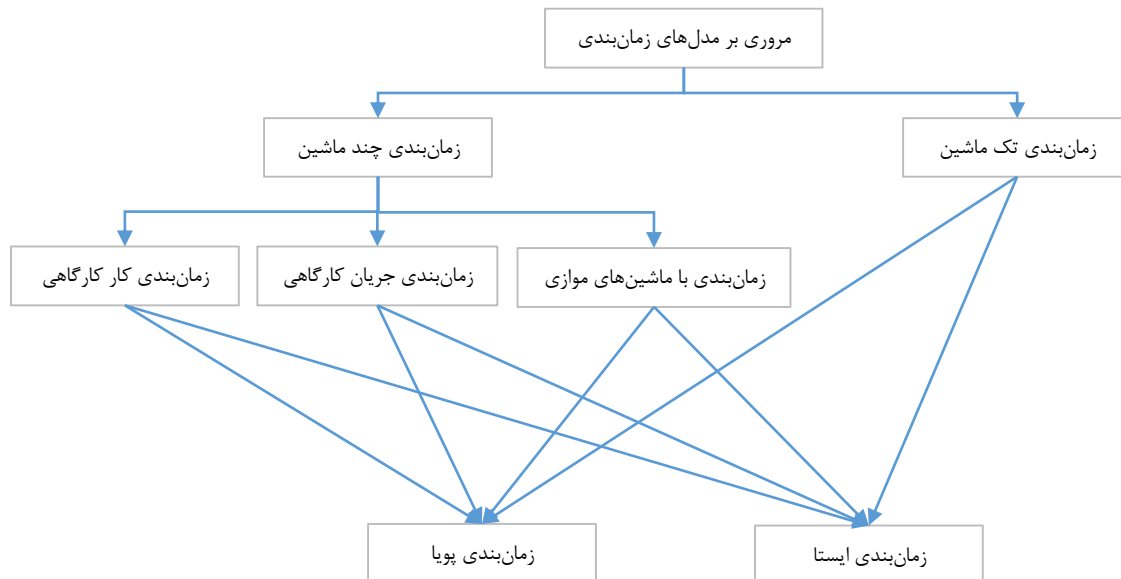 مروری بر مدل‌های زمان‌بندی
زمان‌بندی تک ماشین
زمان‌بندی چند ماشین
زمان‌بندی با ماشین‌های موازی
زمان‌بندی جریان کارگاهی
زمان‌بندی کار کارگاهی
زمان‌بندی ایستا
زمان‌بندی پویا